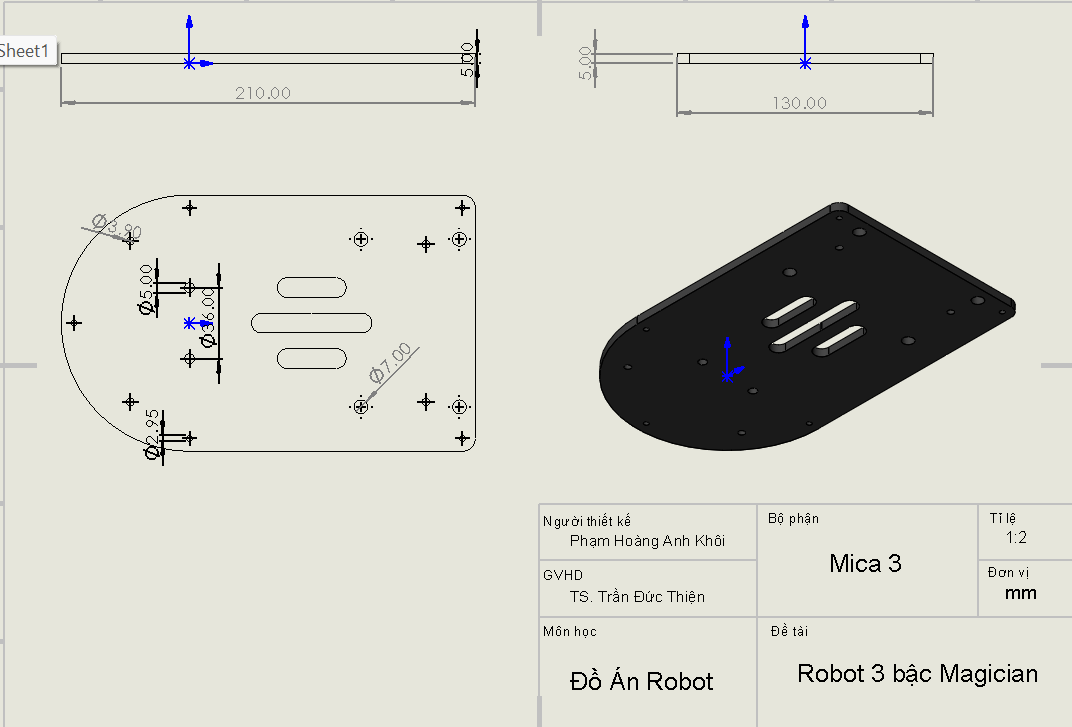 Sheet1
210.00
5.00
5.00
130.00
Ø3.90
Ø5.00
Ø36.00
Ø7.00
Ø2.95
Người thiết kế
Phạm Hoàng Anh Khôi
GVHD
TS. Trần Đức Thiện
Môn học
Đồ Án Robot
Bộ phận
Mica 3
Tỉ lệ
1:2
Đơn vị
mm
Đề tài
Robot 3 bậc Magician